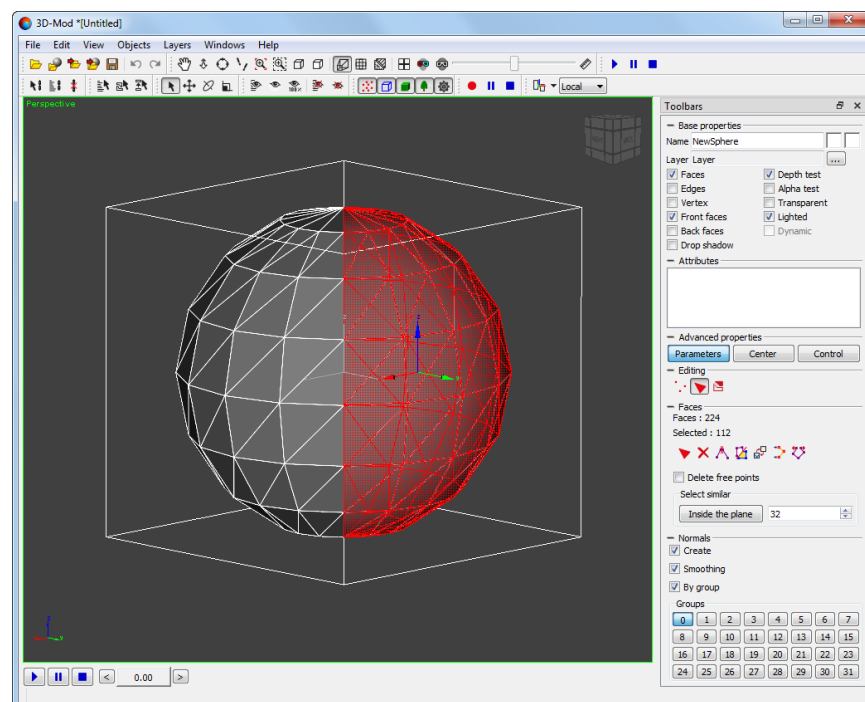 3D-Mod *[Untitled]
File Edit View Objects Layers Windows Help
Local
Perspective
Toolbars
Base properties
Name NewSphere
Layer Layer ...
Faces Depth test
Edges Alpha test
Vertex Transparent
Front faces Lighted
Back faces Dynamic
Drop shadow
Attributes
Advanced properties
Parameters Center Control
Editing
Faces
Faces : 224
Selected : 112
Delete free points
Select similar
Inside the plane 32
Normals
Create
Smoothing
By group
Groups
0 1 2 3 4 5 6 7
8 9 10 11 12 13 14 15
16 17 18 19 20 21 22 23
24 25 26 27 28 29 30 31
< 0.00 >